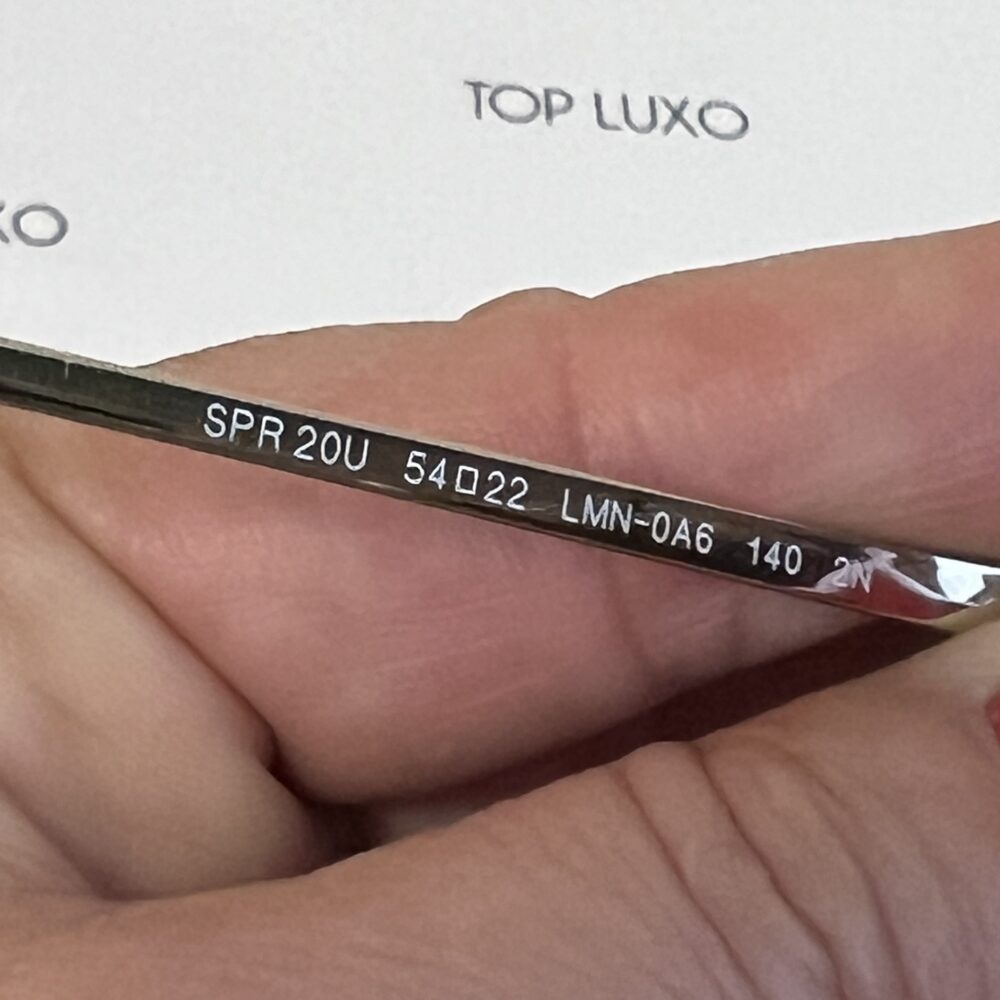 TOP LUXO
XO
SPR 20U 54□22 LMN-0A6 140 2N